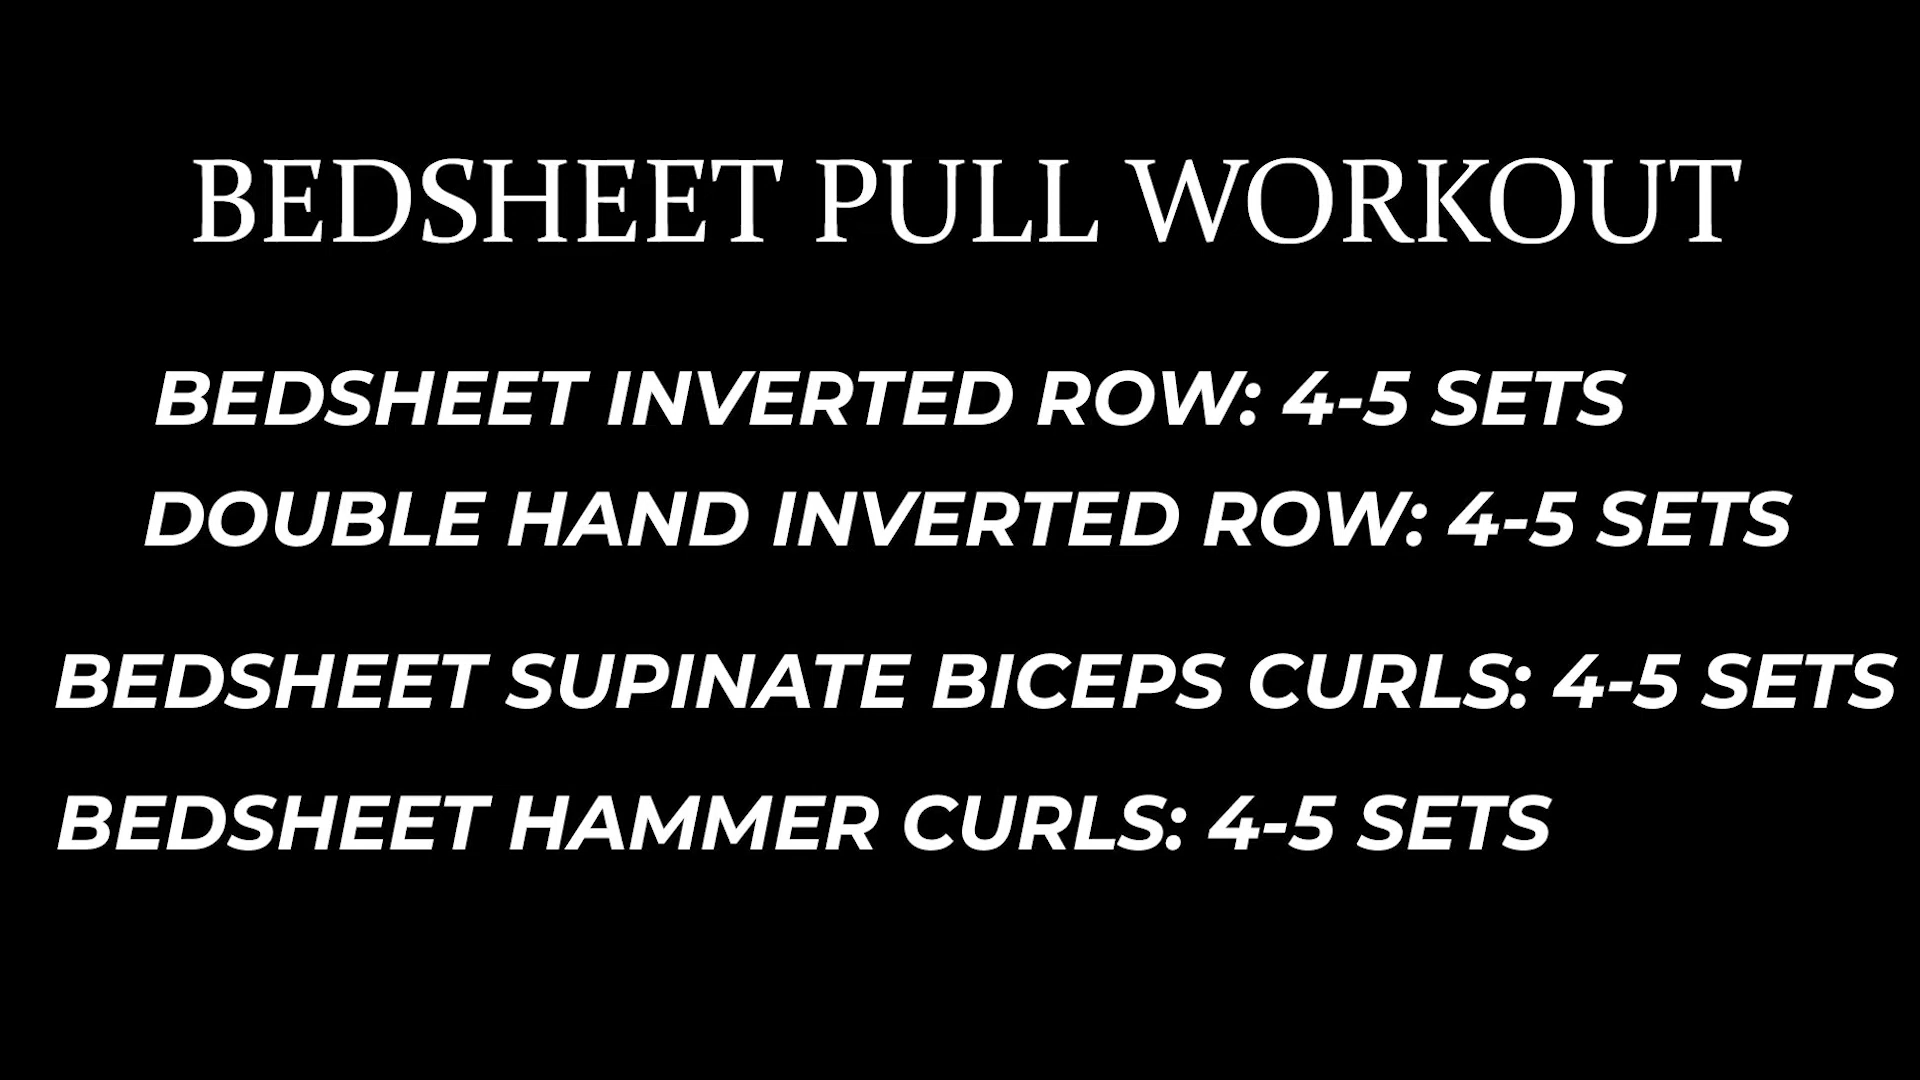 BEDSHEET PULL WORKOUT
BEDSHEET INVERTED ROW: 4-5 SETS
DOUBLE HAND INVERTED ROW: 4-5 SETS
BEDSHEET SUPINATE BICEPS CURLS: 4-5 SETS
BEDSHEET HAMMER CURLS: 4-5 SETS